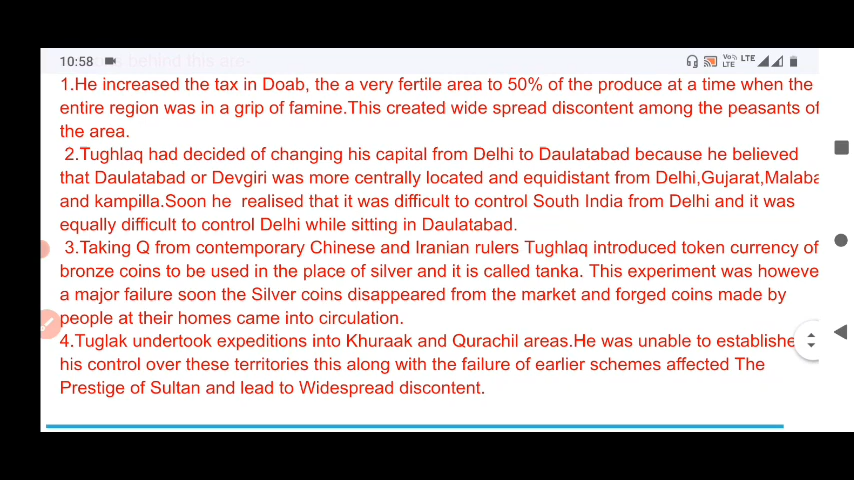 10:58
Vo)) LTE LTE
behind this are-
1.He increased the tax in Doab, the a very fertile area to 50% of the produce at a time when the
entire region was in a grip of famine.This created wide spread discontent among the peasants of
the area.
2.Tughlaq had decided of changing his capital from Delhi to Daulatabad because he believed
that Daulatabad or Devgiri was more centrally located and equidistant from Delhi,Gujarat,Malaba
and kampilla.Soon he realised that it was difficult to control South India from Delhi and it was
equally difficult to control Delhi while sitting in Daulatabad.
3.Taking Q from contemporary Chinese and Iranian rulers Tughlaq introduced token currency of
bronze coins to be used in the place of silver and it is called tanka. This experiment was howeve
a major failure soon the Silver coins disappeared from the market and forged coins made by
people at their homes came into circulation.
4.Tuglak undertook expeditions into Khuraak and Qurachil areas.He was unable to establishe
his control over these territories this along with the failure of earlier schemes affected The
Prestige of Sultan and lead to Widespread discontent.